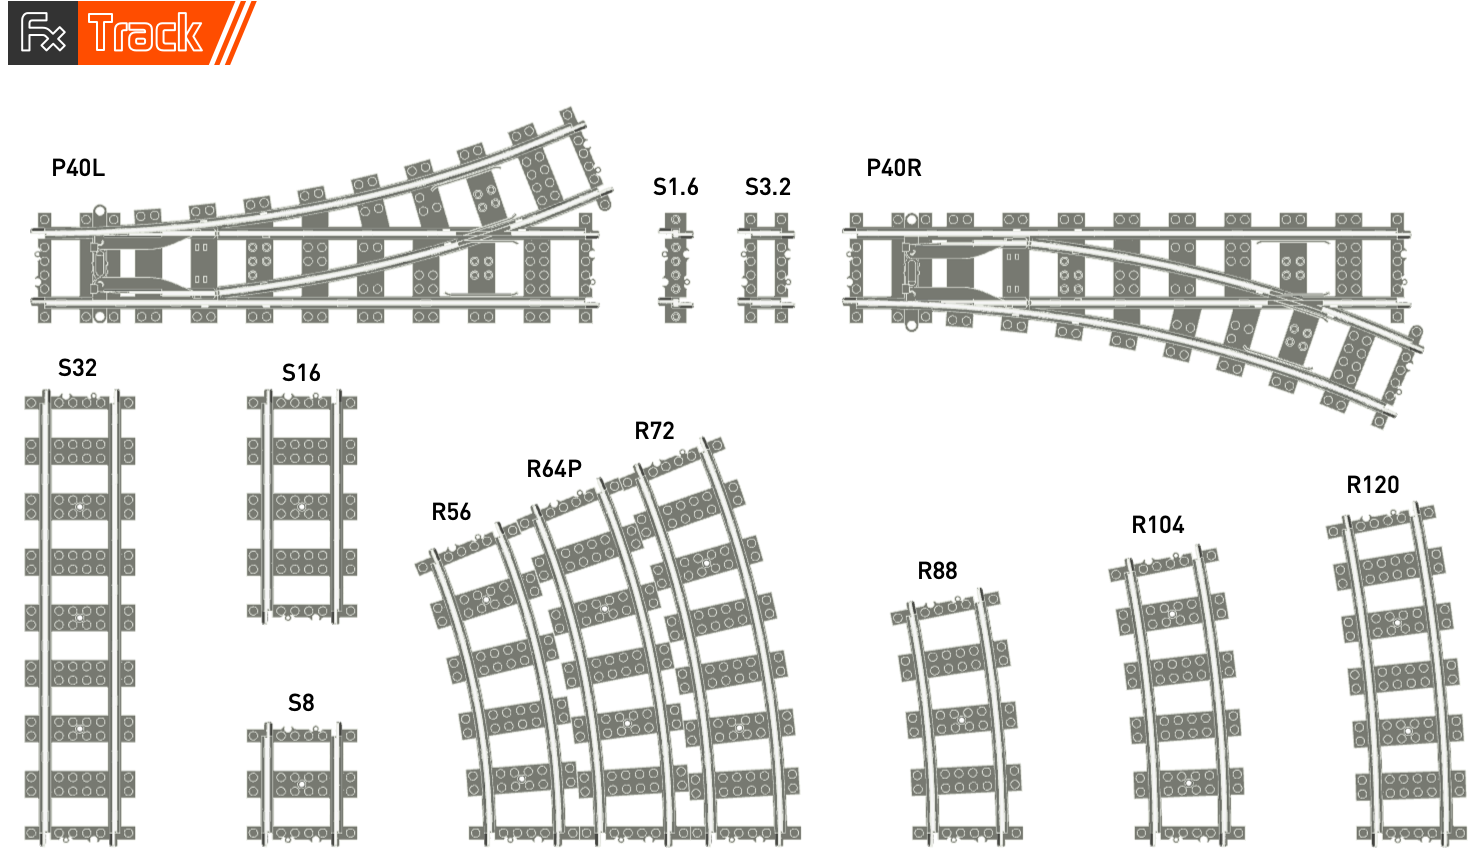 Fx Track
P40L
S1.6
S3.2
P40R
S32
S16
R72
R64P
R56
R120
R104
R88
S8